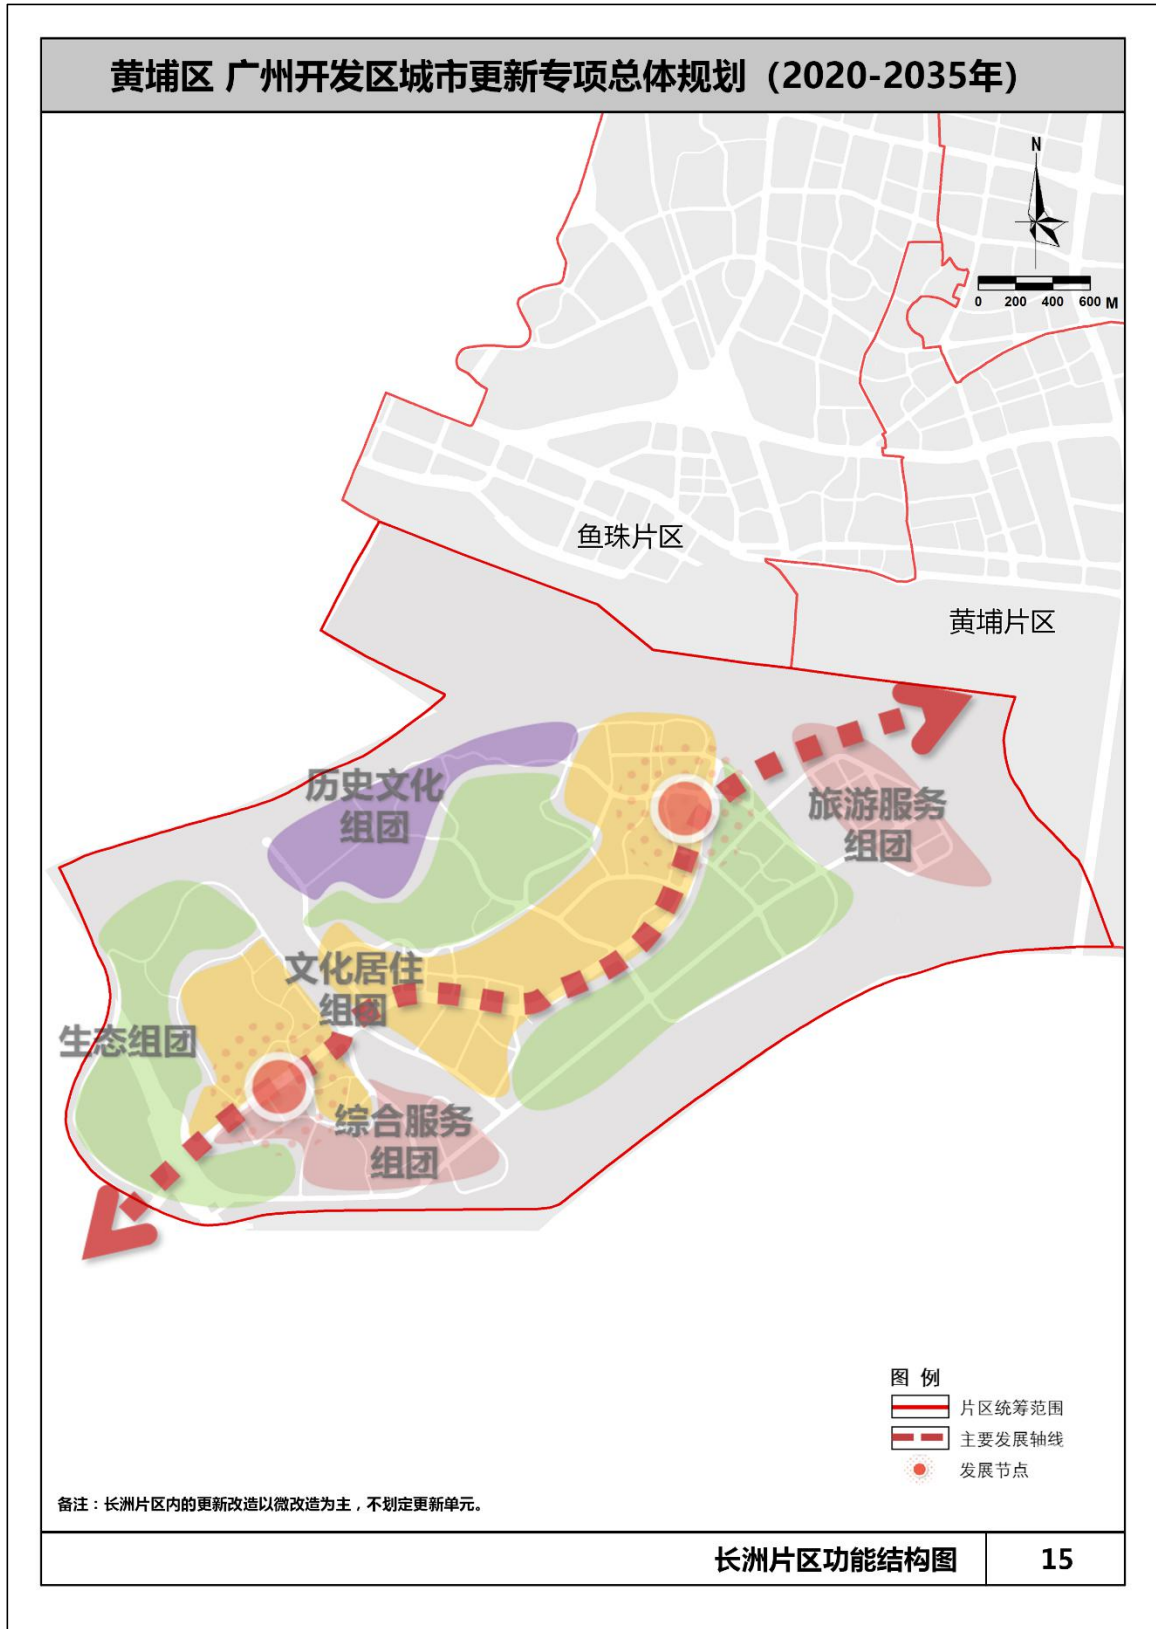 黄埔区 广州开发区城市更新专项总体规划（2020-2035年）
N
0 200 400 600 M
鱼珠片区
黄埔片区
历史文化
组团
旅游服务
组团
文化居住
组团
生态组团
综合服务
组团
图 例
片区统筹范围
主要发展轴线
发展节点
备注：长洲片区内的更新改造以微改造为主，不划定更新单元。
长洲片区功能结构图 15